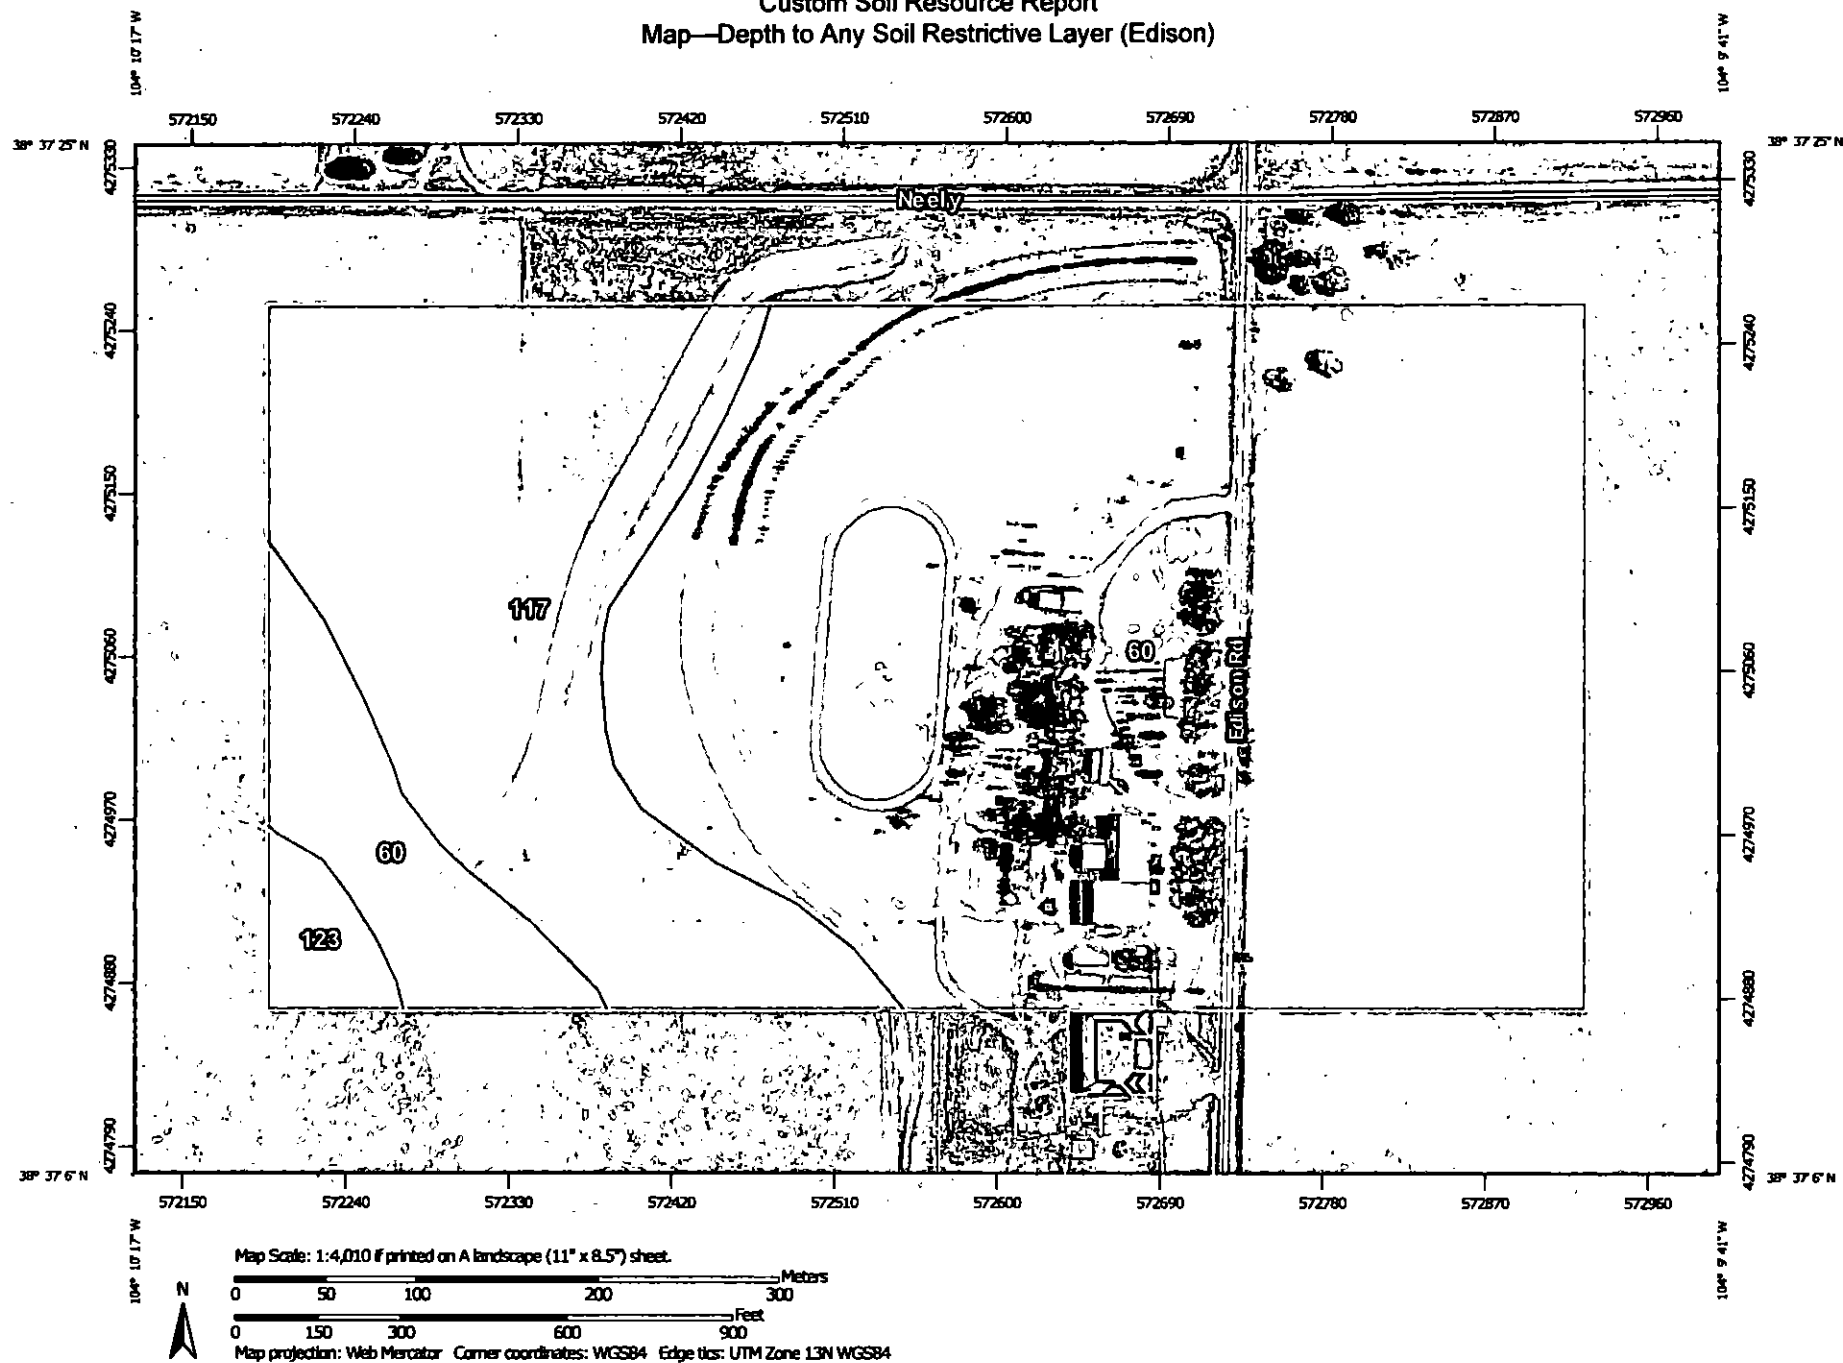 Custom Soil Resource Report
Map—Depth to Any Soil Restrictive Layer (Edison)
104° 10' 17" W
104° 9' 41" W
572150 572240 572330 572420 572510 572600 572690 572780 572870 572960
38° 37' 25" N
38° 37' 25" N
4275330
4275330
Neely
4275240
4275240
4275150
4275150
117
60
4275060
4275060
Edison Rd
4274970
4274970
60
123
4274880
4274880
4274790
4274790
38° 37' 6" N
38° 37' 6" N
572150 572240 572330 572420 572510 572600 572690 572780 572870 572960
104° 10' 17" W
104° 9' 41" W
Map Scale: 1:4,010 if printed on A landscape (11" x 8.5") sheet.
Meters
0 50 100 200 300
N
Feet
0 150 300 600 900
Map projection: Web Mercator Corner coordinates: WGS84 Edge tics: UTM Zone 13N WGS84